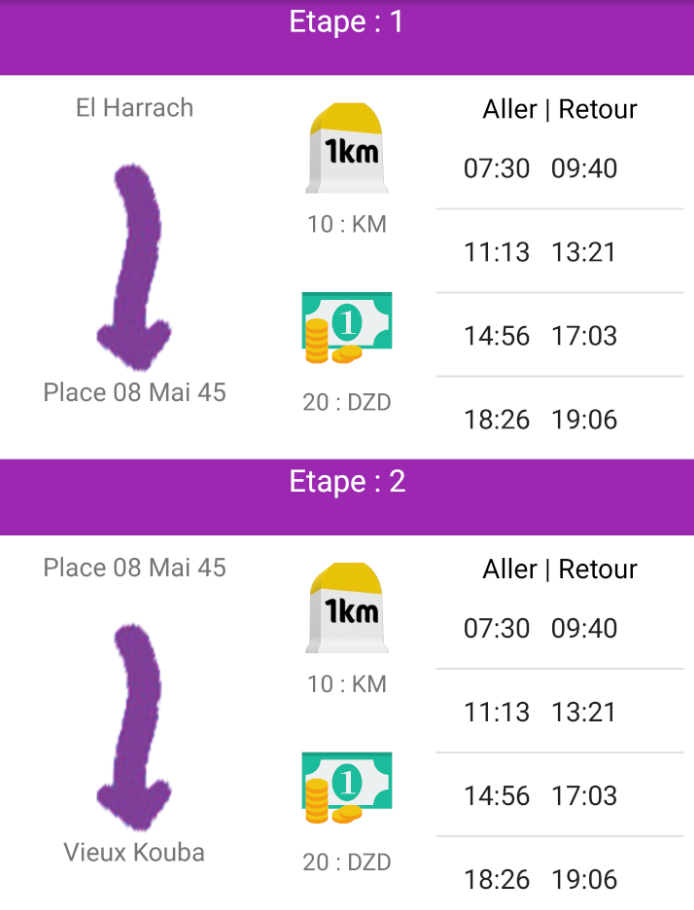 Etape : 1
El Harrach
1km
Aller | Retour
07:30 09:40
10 : KM
11:13 13:21
1
14:56 17:03
Place 08 Mai 45
20 : DZD
18:26 19:06
Etape : 2
Place 08 Mai 45
1km
Aller | Retour
07:30 09:40
10 : KM
11:13 13:21
1
14:56 17:03
Vieux Kouba
20 : DZD
18:26 19:06